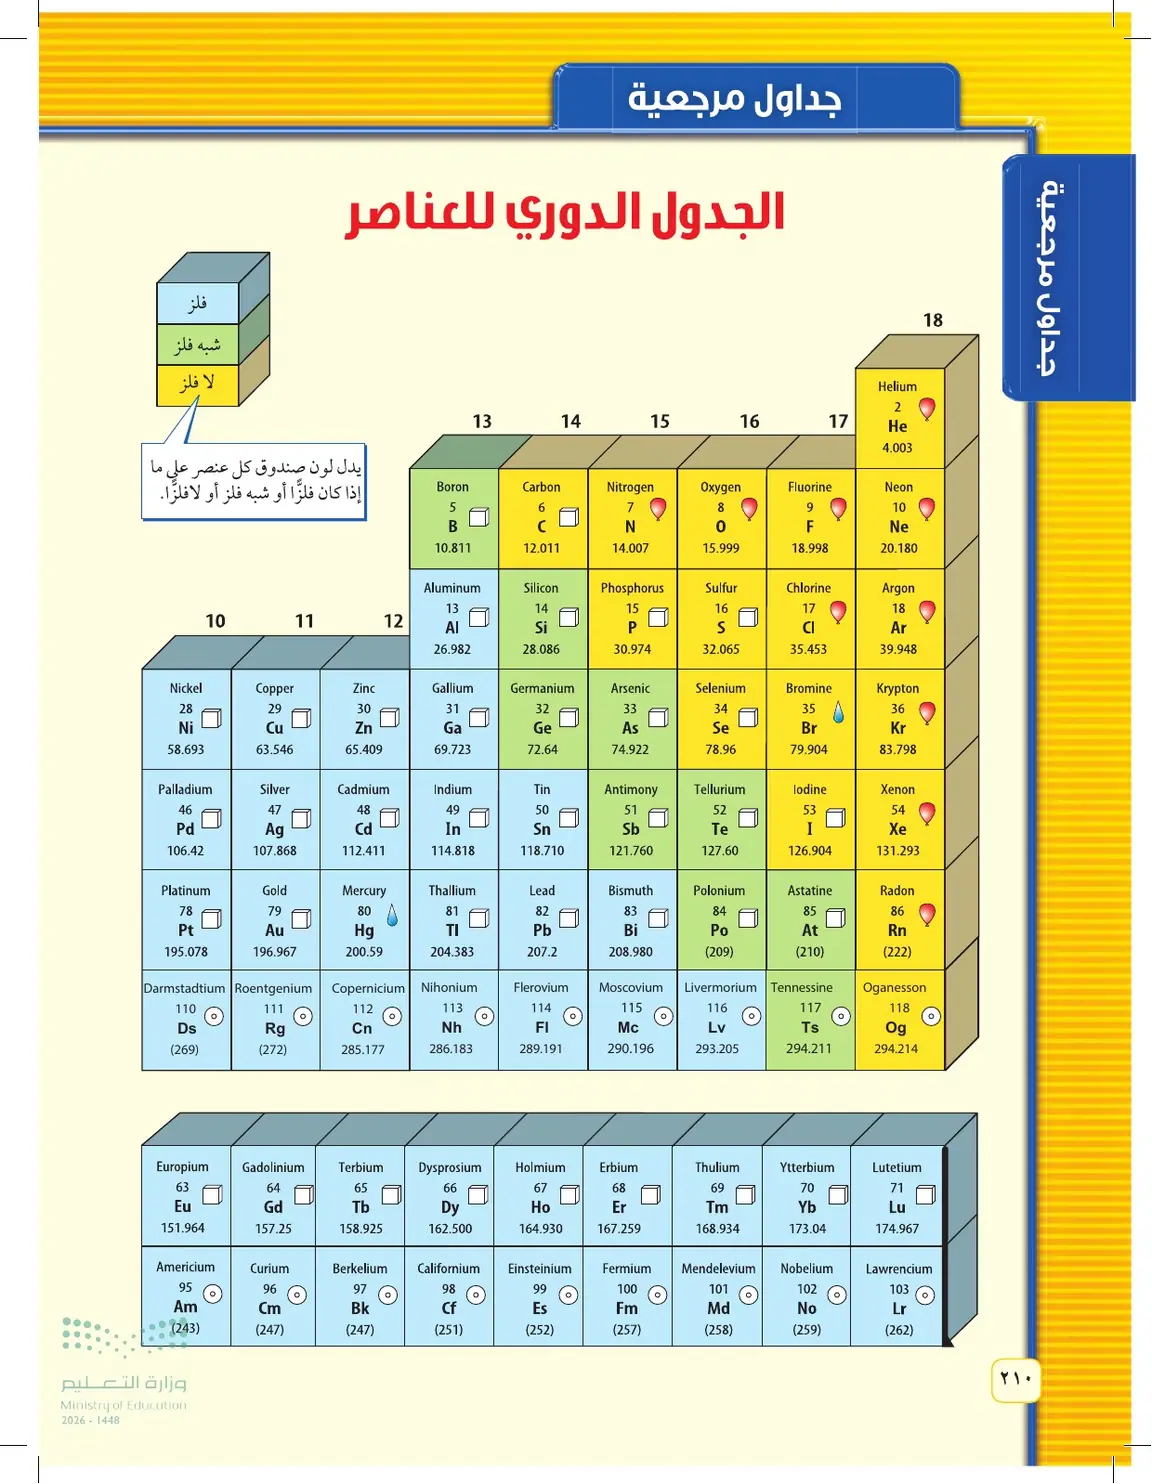 جداول مرجعية
جداول مرجعية
الجدول الدوري للعناصر
فلز
شبه فلز
لا فلز
يدل لون صندوق كل عنصر على ما
إذا كان فلزًّا أو شبه فلز أو لافلزًّا.
18
Helium
2
He
4.003
13 14 15 16 17
Boron Carbon Nitrogen Oxygen Fluorine Neon
5 6 7 8 9 10
B C N O F Ne
10.811 12.011 14.007 15.999 18.998 20.180
Aluminum Silicon Phosphorus Sulfur Chlorine Argon
13 14 15 16 17 18
Al Si P S Cl Ar
26.982 28.086 30.974 32.065 35.453 39.948
10 11 12
Nickel Copper Zinc Gallium Germanium Arsenic Selenium Bromine Krypton
28 29 30 31 32 33 34 35 36
Ni Cu Zn Ga Ge As Se Br Kr
58.693 63.546 65.409 69.723 72.64 74.922 78.96 79.904 83.798
Palladium Silver Cadmium Indium Tin Antimony Tellurium Iodine Xenon
46 47 48 49 50 51 52 53 54
Pd Ag Cd In Sn Sb Te I Xe
106.42 107.868 112.411 114.818 118.710 121.760 127.60 126.904 131.293
Platinum Gold Mercury Thallium Lead Bismuth Polonium Astatine Radon
78 79 80 81 82 83 84 85 86
Pt Au Hg Tl Pb Bi Po At Rn
195.078 196.967 200.59 204.383 207.2 208.980 (209) (210) (222)
Darmstadtium Roentgenium Copernicium Nihonium Flerovium Moscovium Livermorium Tennessine Oganesson
110 111 112 113 114 115 116 117 118
Ds Rg Cn Nh Fl Mc Lv Ts Og
(269) (272) 285.177 286.183 289.191 290.196 293.205 294.211 294.214
Europium Gadolinium Terbium Dysprosium Holmium Erbium Thulium Ytterbium Lutetium
63 64 65 66 67 68 69 70 71
Eu Gd Tb Dy Ho Er Tm Yb Lu
151.964 157.25 158.925 162.500 164.930 167.259 168.934 173.04 174.967
Americium Curium Berkelium Californium Einsteinium Fermium Mendelevium Nobelium Lawrencium
95 96 97 98 99 100 101 102 103
Am Cm Bk Cf Es Fm Md No Lr
(243) (247) (247) (251) (252) (257) (258) (259) (262)
وزارة التعليم
Ministry of Education
2026 - 1448
٢١٠